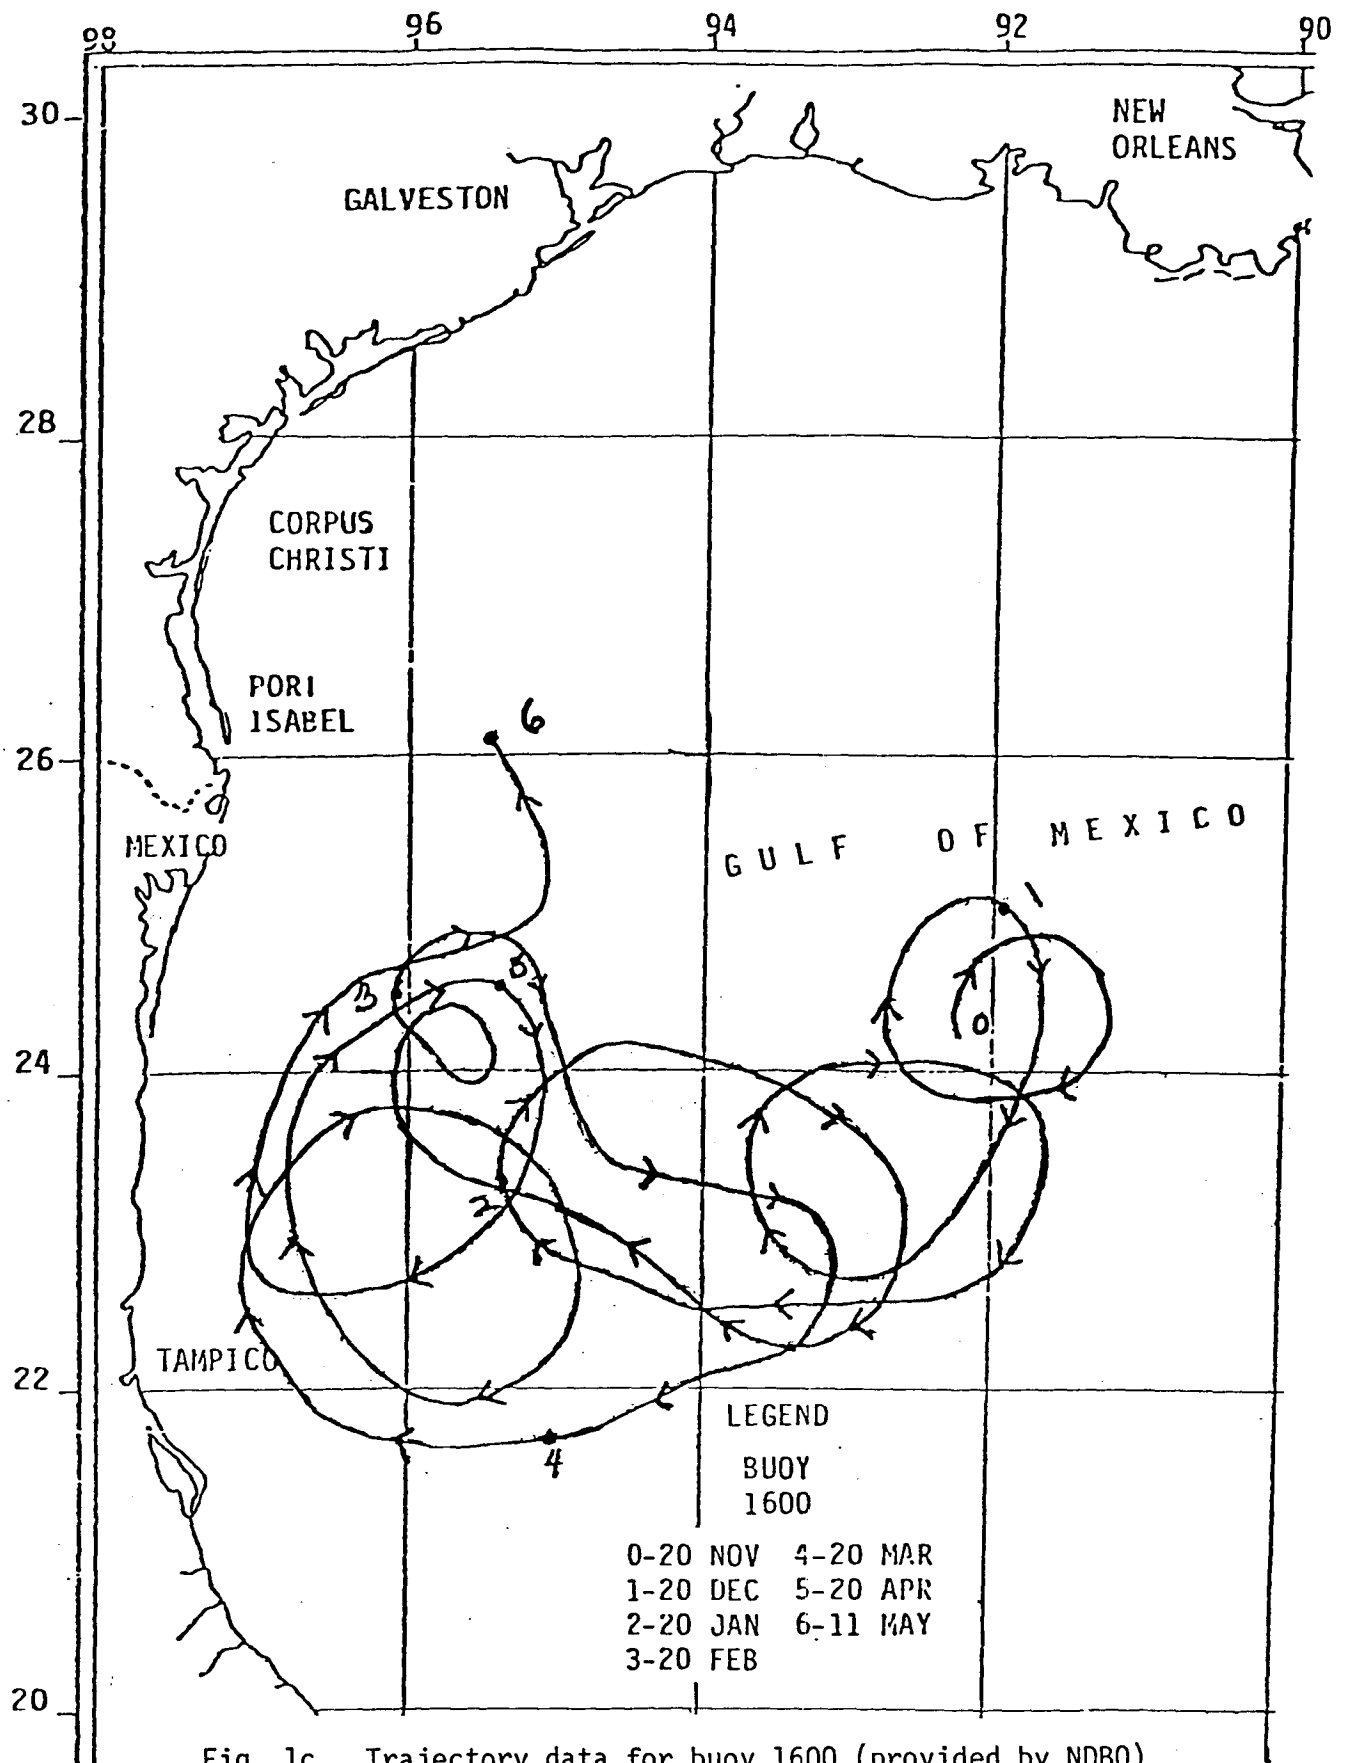 98 96 94 92 90
30
NEW
ORLEANS
GALVESTON
28
CORPUS
CHRISTI
PORI
ISABEL
6
26
MEXICO
GULF OF MEXICO
1
5
3
0
24
2
TAMPICO
22
LEGEND
4
BUOY
1600
0-20 NOV 4-20 MAR
1-20 DEC 5-20 APR
2-20 JAN 6-11 MAY
3-20 FEB
20
Fig. 1c Trajectory data for buoy 1600 (provided by NDBO)